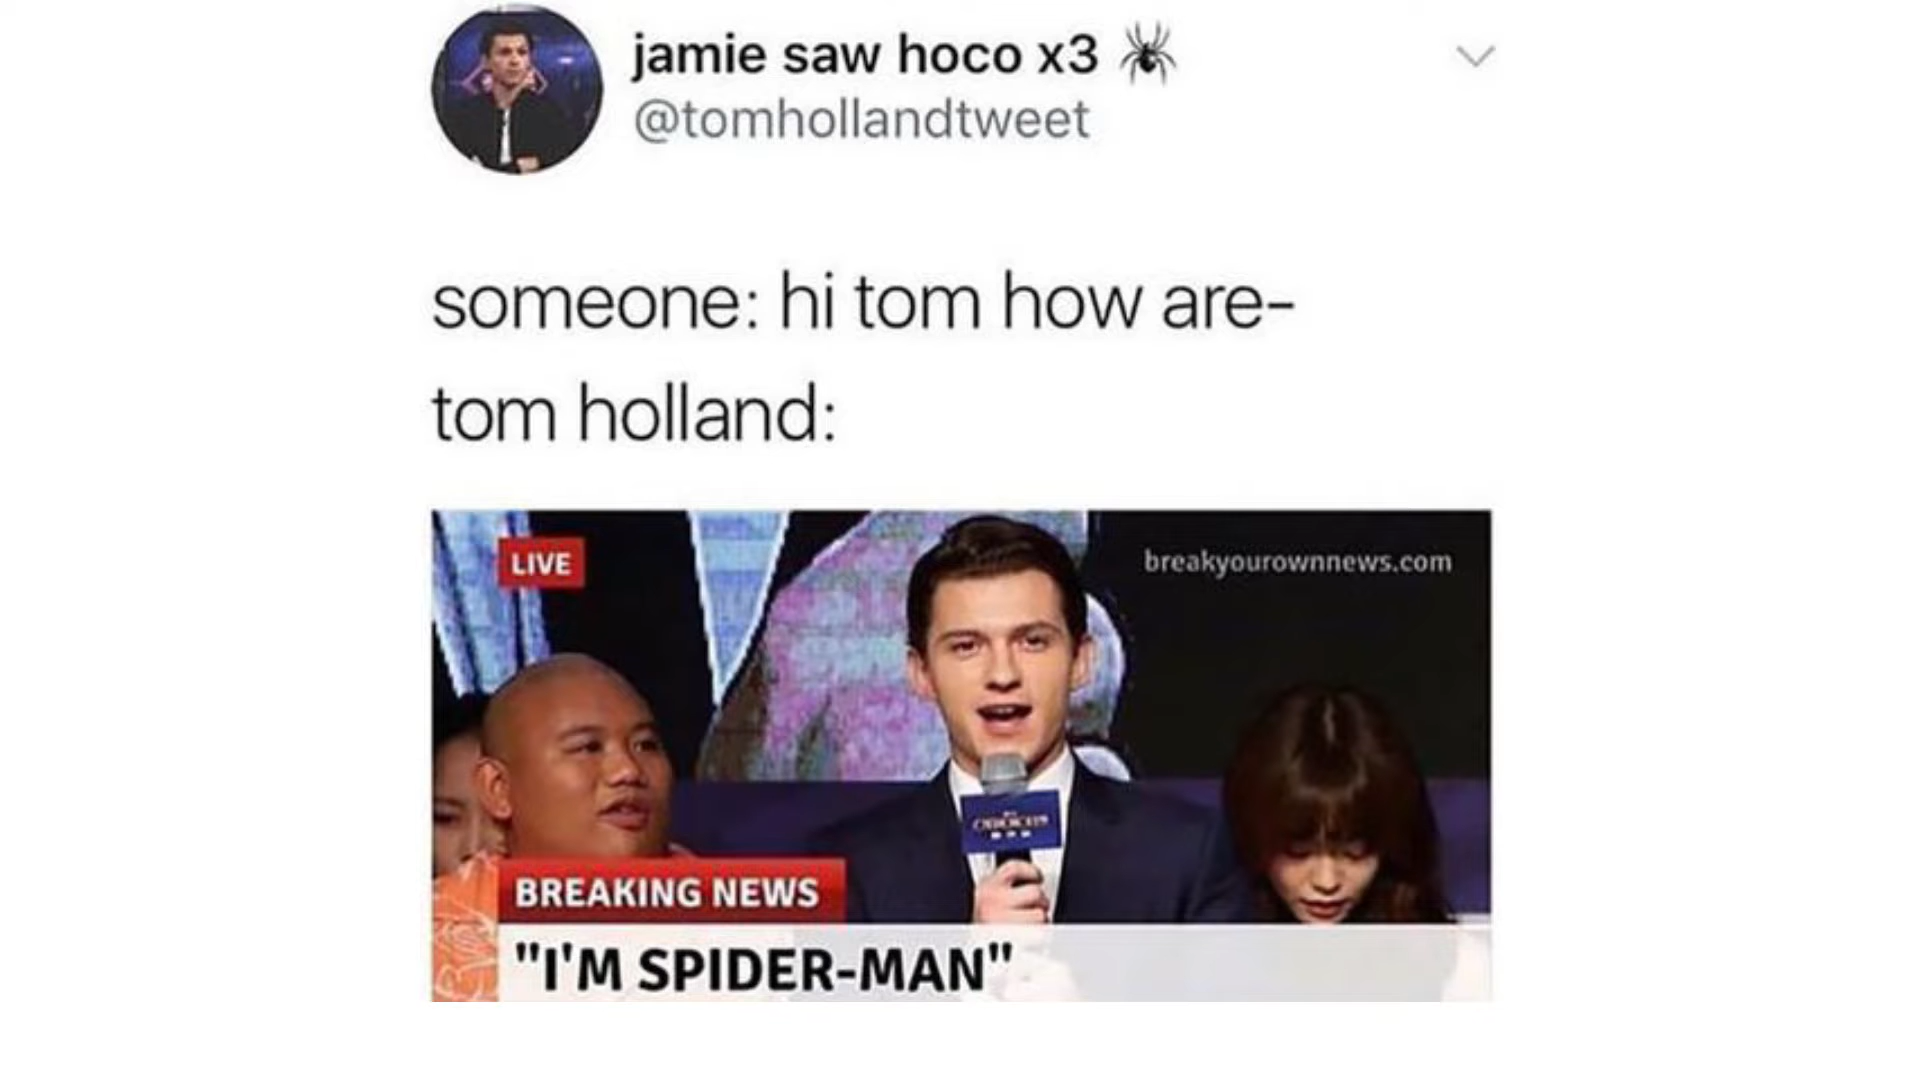 jamie saw hoco x3 🕷
@tomhollandtweet
someone: hi tom how are-
tom holland:
LIVE
breakyourownnews.com
BREAKING NEWS
"I'M SPIDER-MAN"